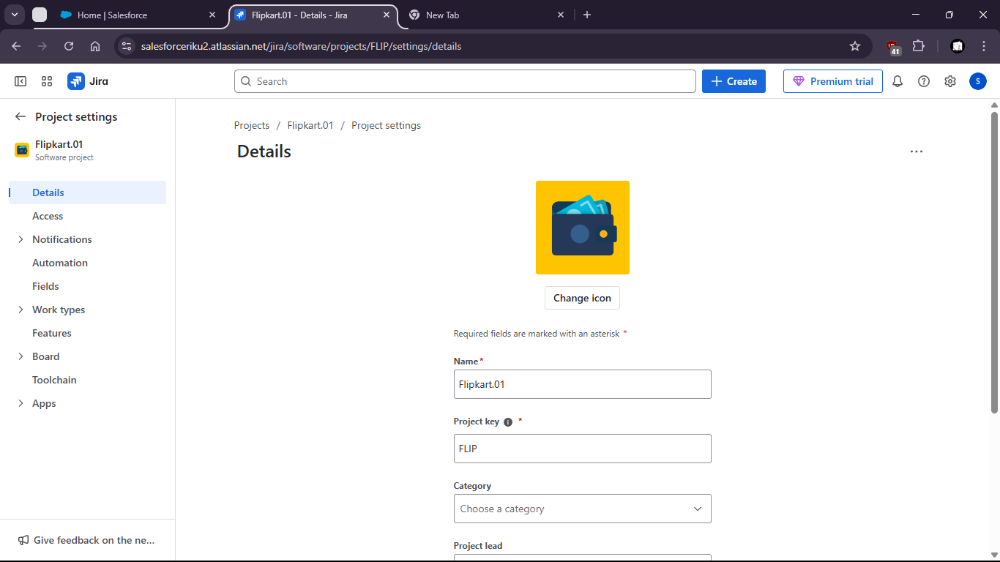 Home | Salesforce
Flipkart.01 - Details - Jira
New Tab
salesforceriku2.atlassian.net/jira/software/projects/FLIP/settings/details
41
Jira
Search
Create
Premium trial
S
Project settings
Flipkart.01
Software project
Details
Access
Notifications
Automation
Fields
Work types
Features
Board
Toolchain
Apps
Give feedback on the ne...
Projects / Flipkart.01 / Project settings
Details
Change icon
Required fields are marked with an asterisk *
Name*
Flipkart.01
Project key *
FLIP
Category
Choose a category
Project lead